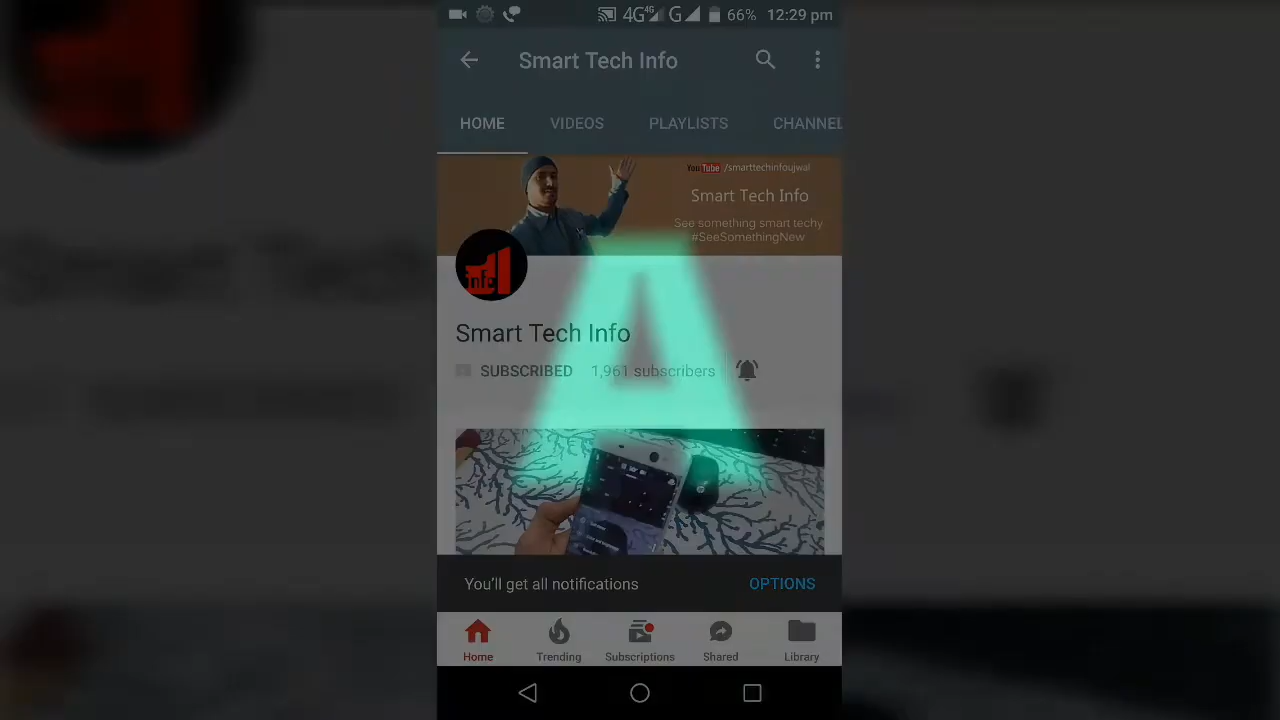 4G 4G G 66% 12:29 pm
Smart Tech Info
HOME VIDEOS PLAYLISTS CHANNEL
YouTube /smarttechinfoujwal
Smart Tech Info
See something smart techy
#SeeSomethingNew
info
Smart Tech Info
SUBSCRIBED 1,961 subscribers
A
You'll get all notifications OPTIONS
Home Trending Subscriptions Shared Library